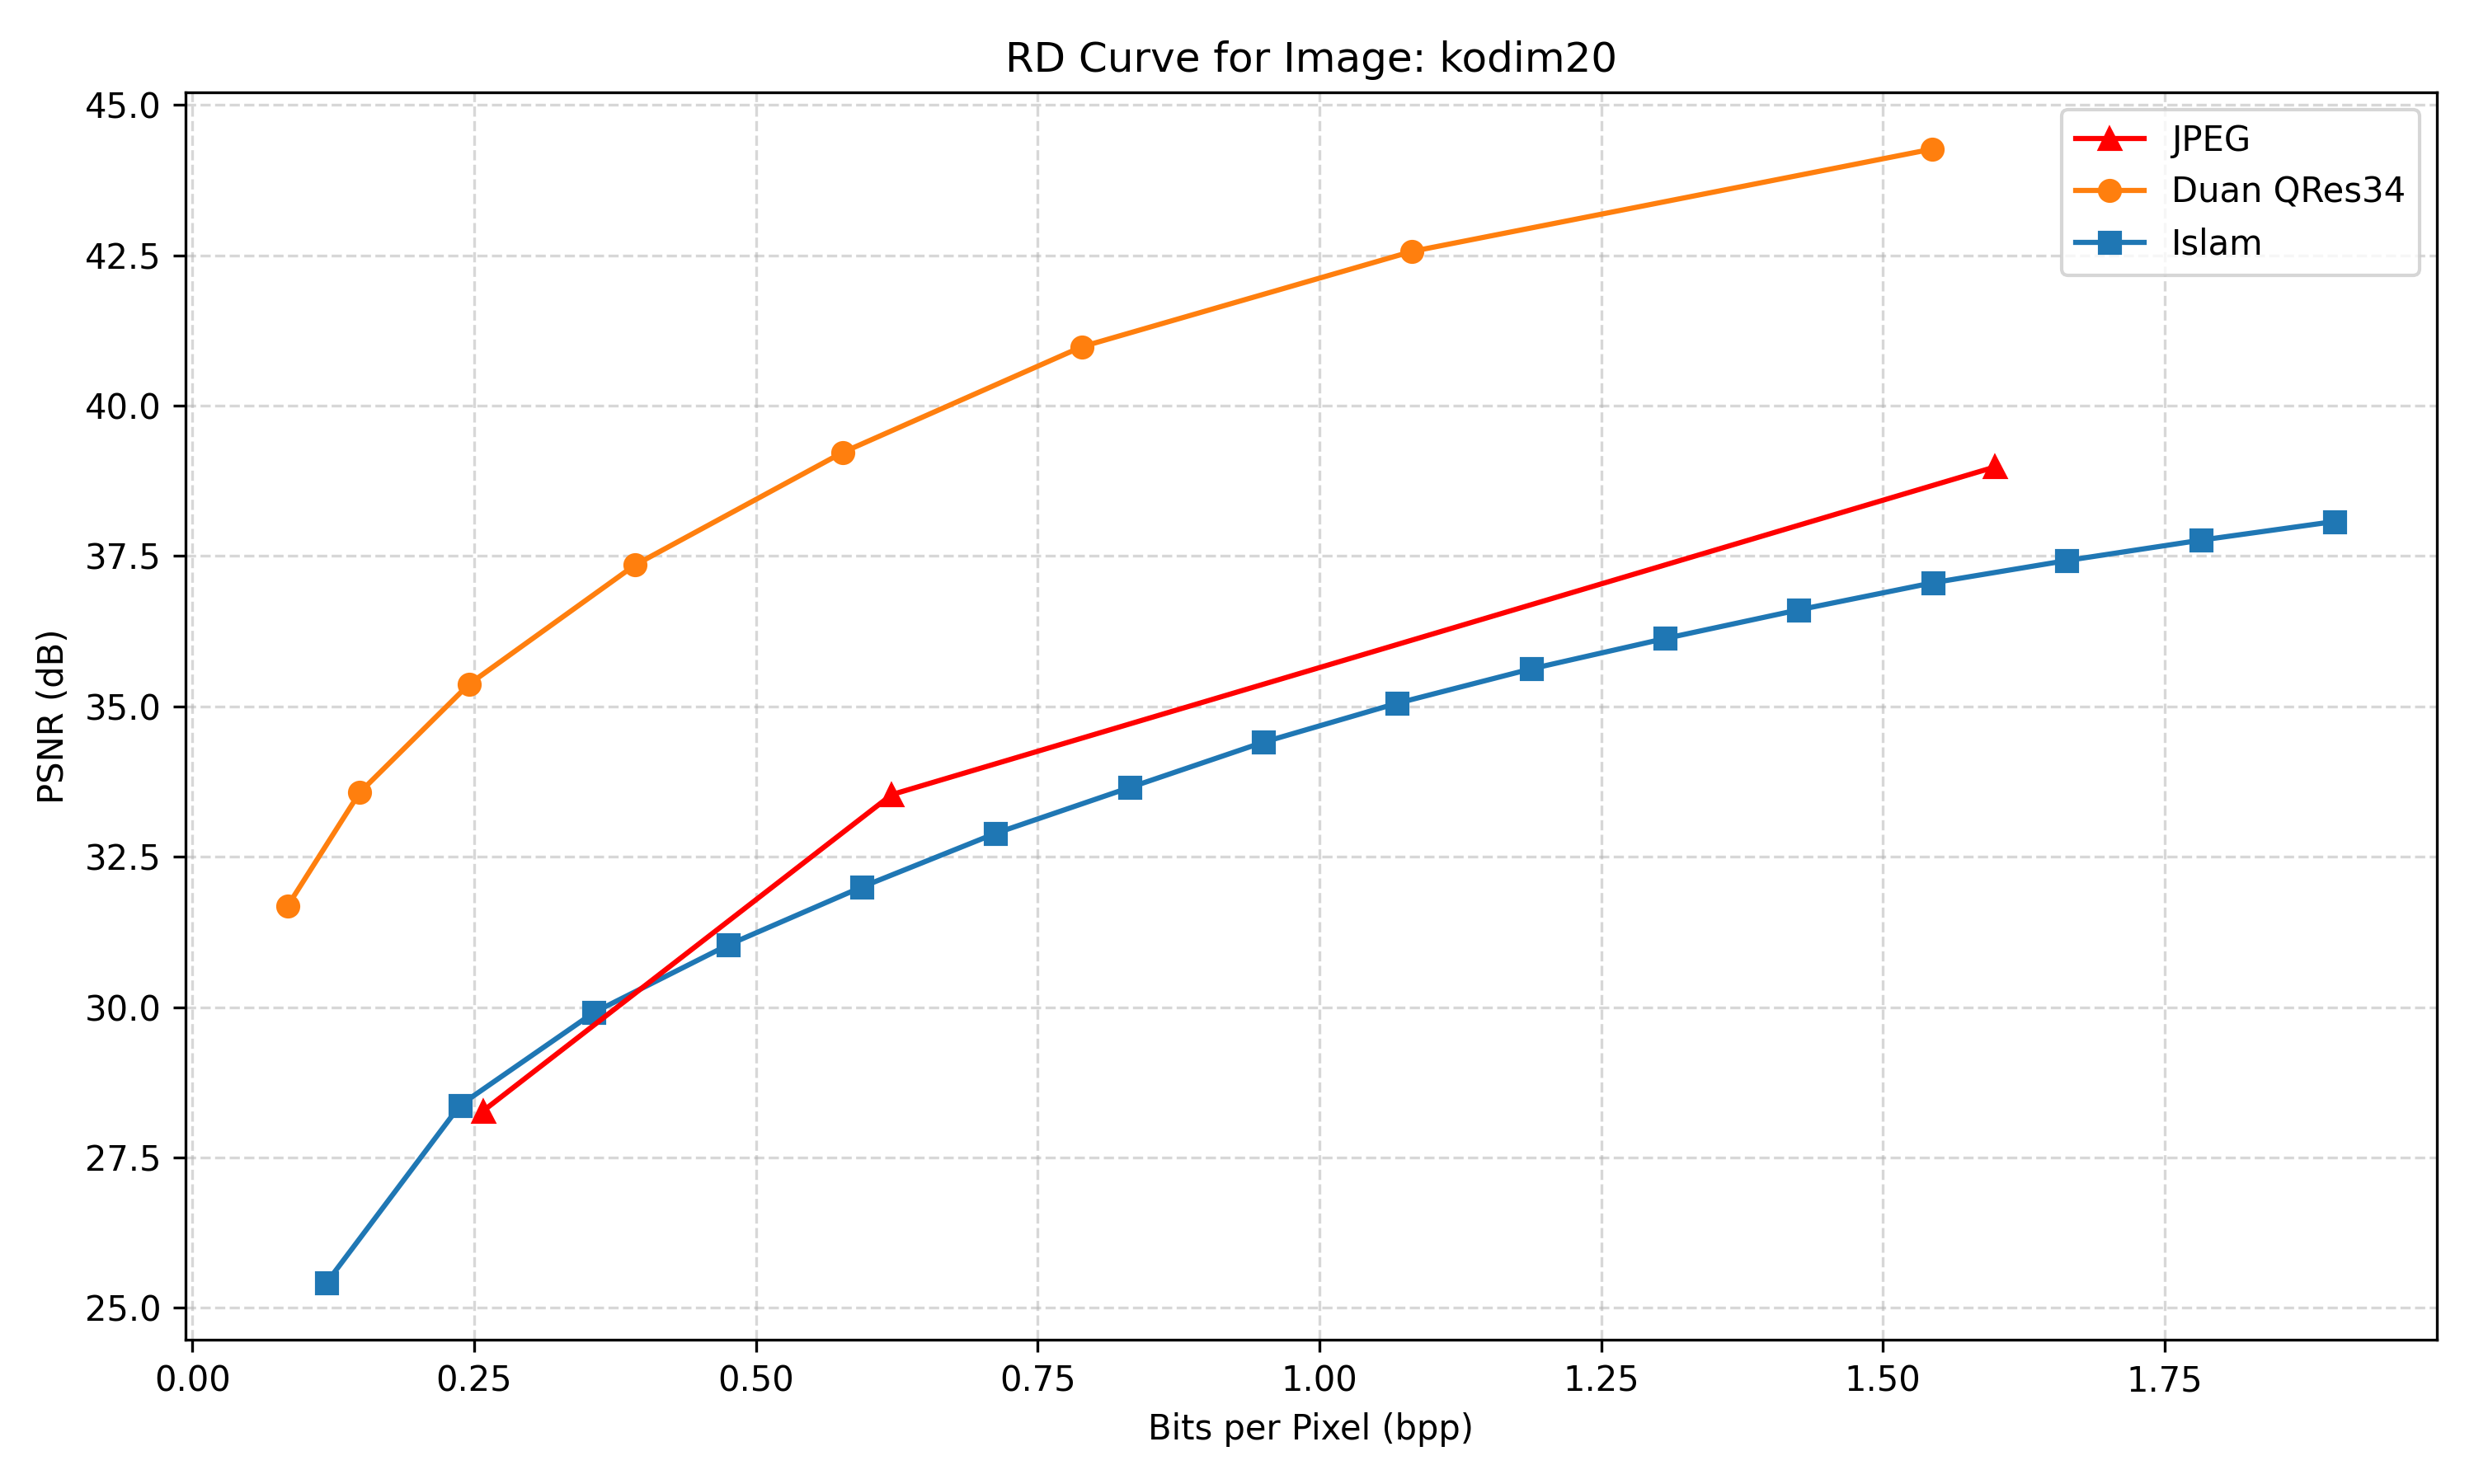 RD Curve for Image: kodim20
JPEG
Duan QRes34
Islam
PSNR (dB)
45.0
42.5
40.0
37.5
35.0
32.5
30.0
27.5
25.0
0.00 0.25 0.50 0.75 1.00 1.25 1.50 1.75
Bits per Pixel (bpp)